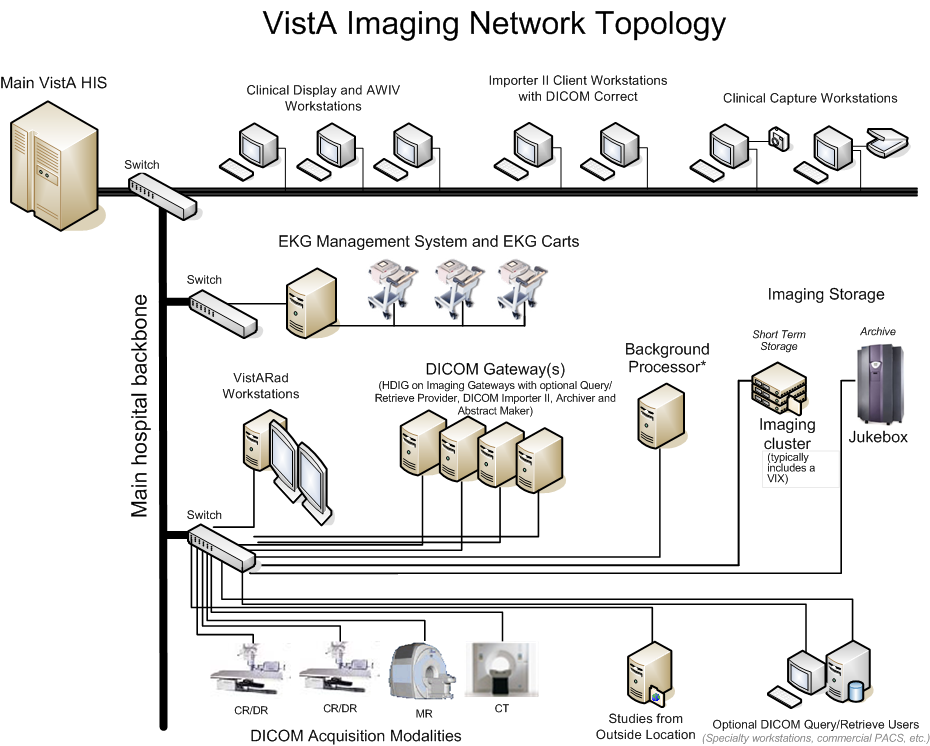 VistA Imaging Network Topology
Main VistA HIS
Clinical Display and AWIV
Workstations
Importer II Client Workstations
with DICOM Correct
Clinical Capture Workstations
Switch
EKG Management System and EKG Carts
Switch
Main hospital backbone
Imaging Storage
VistARad
Workstations
DICOM Gateway(s)
(HDIG on Imaging Gateways with optional Query/
Retrieve Provider, DICOM Importer II, Archiver and
Abstract Maker)
Background
Processor*
Short Term
Storage
Archive
Imaging
cluster
(typically
includes a
VIX)
Jukebox
Switch
CR/DR
CR/DR
MR
CT
DICOM Acquisition Modalities
Studies from
Outside Location
Optional DICOM Query/Retrieve Users
(Specialty workstations, commercial PACS, etc.)